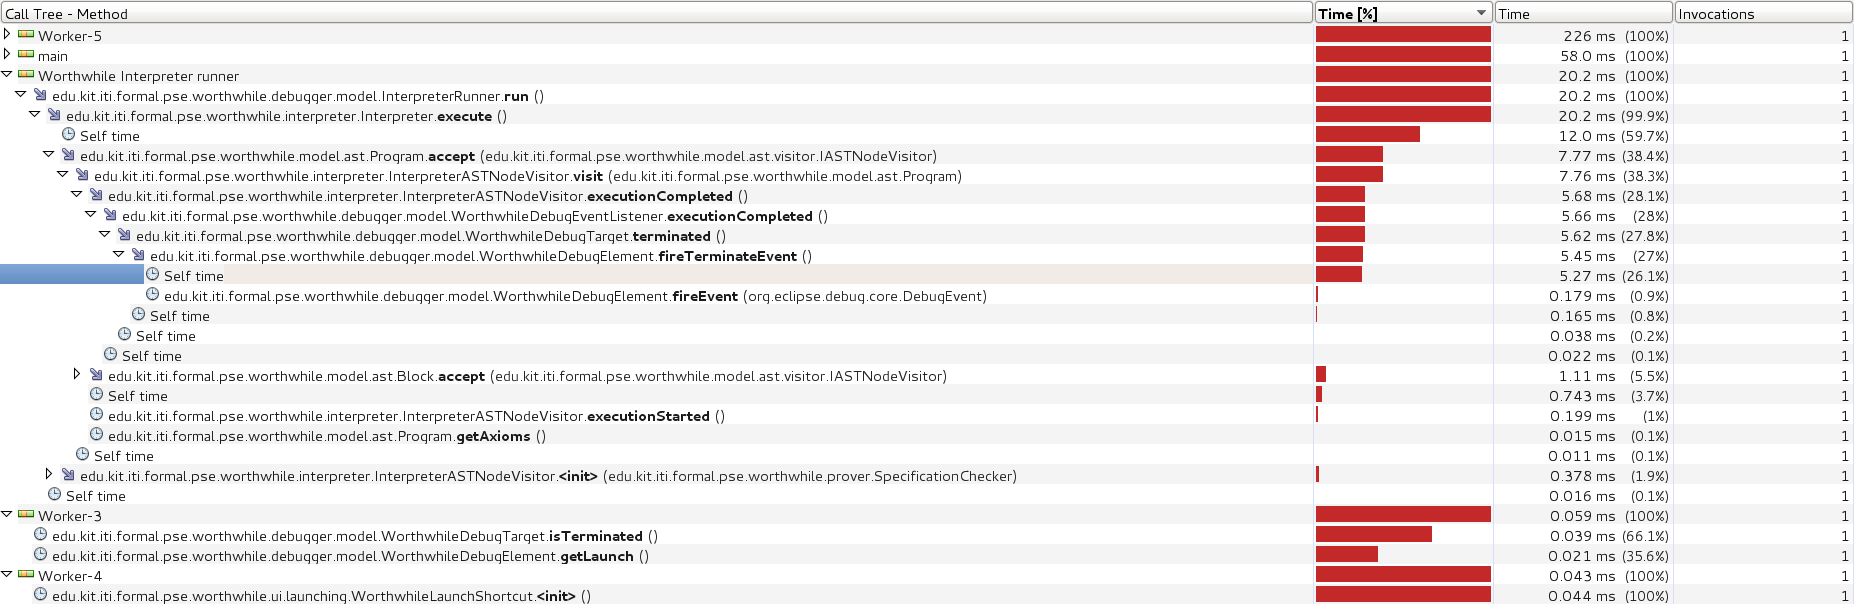 Call Tree - Method Time [%] Time Invocations
Worker-5 226 ms (100%) 1
main 58.0 ms (100%) 1
Worthwhile Interpreter runner 20.2 ms (100%) 1
edu.kit.iti.formal.pse.worthwhile.debugger.model.InterpreterRunner.run () 20.2 ms (100%) 1
edu.kit.iti.formal.pse.worthwhile.interpreter.Interpreter.execute () 20.2 ms (99.9%) 1
Self time 12.0 ms (59.7%) 1
edu.kit.iti.formal.pse.worthwhile.model.ast.Program.accept (edu.kit.iti.formal.pse.worthwhile.model.ast.visitor.IASTNodeVisitor) 7.77 ms (38.4%) 1
edu.kit.iti.formal.pse.worthwhile.interpreter.InterpreterASTNodeVisitor.visit (edu.kit.iti.formal.pse.worthwhile.model.ast.Program) 7.76 ms (38.3%) 1
edu.kit.iti.formal.pse.worthwhile.interpreter.InterpreterASTNodeVisitor.executionCompleted () 5.68 ms (28.1%) 1
edu.kit.iti.formal.pse.worthwhile.debugger.model.WorthwhileDebugEventListener.executionCompleted () 5.66 ms (28%) 1
edu.kit.iti.formal.pse.worthwhile.debugger.model.WorthwhileDebugTarget.terminated () 5.62 ms (27.8%) 1
edu.kit.iti.formal.pse.worthwhile.debugger.model.WorthwhileDebugElement.fireTerminateEvent () 5.45 ms (27%) 1
Self time 5.27 ms (26.1%) 1
edu.kit.iti.formal.pse.worthwhile.debugger.model.WorthwhileDebugElement.fireEvent (org.eclipse.debug.core.DebugEvent) 0.179 ms (0.9%) 1
Self time 0.165 ms (0.8%) 1
Self time 0.038 ms (0.2%) 1
Self time 0.022 ms (0.1%) 1
edu.kit.iti.formal.pse.worthwhile.model.ast.Block.accept (edu.kit.iti.formal.pse.worthwhile.model.ast.visitor.IASTNodeVisitor) 1.11 ms (5.5%) 1
Self time 0.743 ms (3.7%) 1
edu.kit.iti.formal.pse.worthwhile.interpreter.InterpreterASTNodeVisitor.executionStarted () 0.199 ms (1%) 1
edu.kit.iti.formal.pse.worthwhile.model.ast.Program.getAxioms () 0.015 ms (0.1%) 1
Self time 0.011 ms (0.1%) 1
edu.kit.iti.formal.pse.worthwhile.interpreter.InterpreterASTNodeVisitor.<init> (edu.kit.iti.formal.pse.worthwhile.prover.SpecificationChecker) 0.378 ms (1.9%) 1
Self time 0.016 ms (0.1%) 1
Worker-3 0.059 ms (100%) 1
edu.kit.iti.formal.pse.worthwhile.debugger.model.WorthwhileDebugTarget.isTerminated () 0.039 ms (66.1%) 1
edu.kit.iti.formal.pse.worthwhile.debugger.model.WorthwhileDebugElement.getLaunch () 0.021 ms (35.6%) 1
Worker-4 0.043 ms (100%) 1
edu.kit.iti.formal.pse.worthwhile.ui.launching.WorthwhileLaunchShortcut.<init> () 0.044 ms (100%) 1